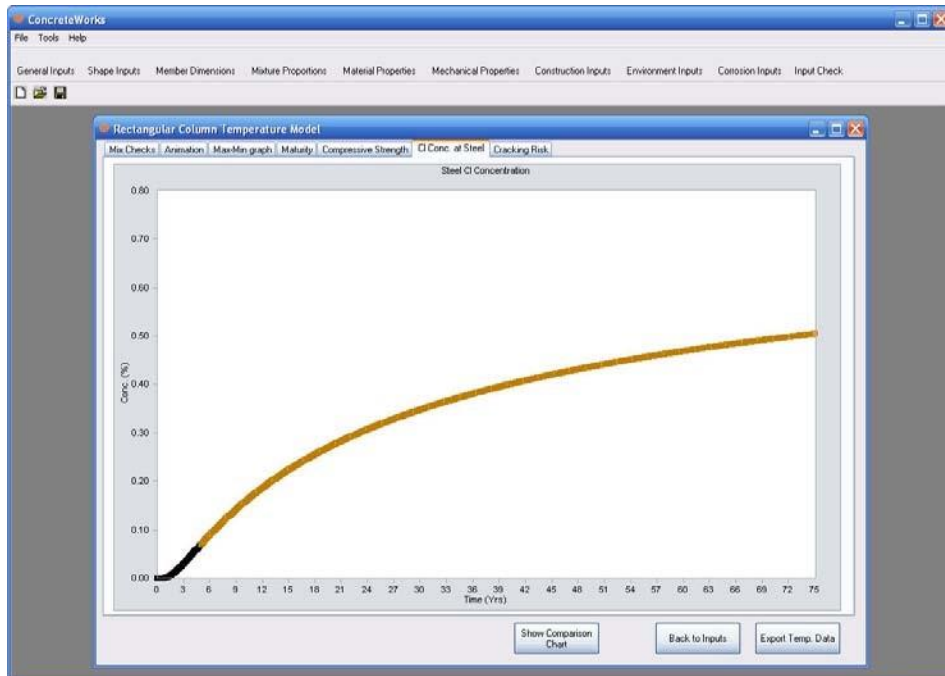 ConcreteWorks
File Tools Help
General Inputs Shape Inputs Member Dimensions Mixture Proportions Material Properties Mechanical Properties Construction Inputs Environment Inputs Corrosion Inputs Input Check
Rectangular Column Temperature Model
Mix Checks Animation Max-Min graph Maturity Compressive Strength Cl Conc. at Steel Cracking Risk
Steel Cl Concentration
0.80
0.70
0.60
0.50
Conc. (%)
0.40
0.30
0.20
0.10
0.00
0 3 6 9 12 15 18 21 24 27 30 33 36 39 42 45 48 51 54 57 60 63 66 69 72 75
Time (Yrs)
Show Comparison
Chart
Back to Inputs
Export Temp. Data